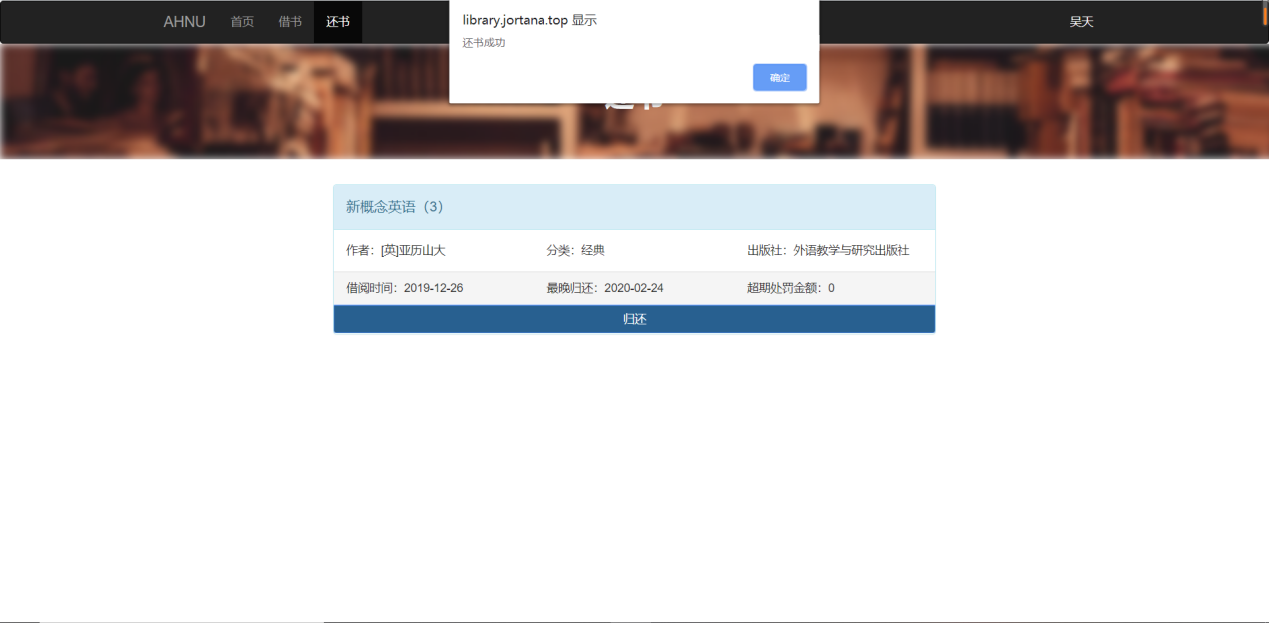 AHNU 首页 借书 还书 吴天
library.jortana.top 显示
还书成功
确定
新概念英语（3）
作者：[英]亚历山大 分类：经典 出版社：外语教学与研究出版社
借阅时间：2019-12-26 最晚归还：2020-02-24 超期处罚金额：0
归还